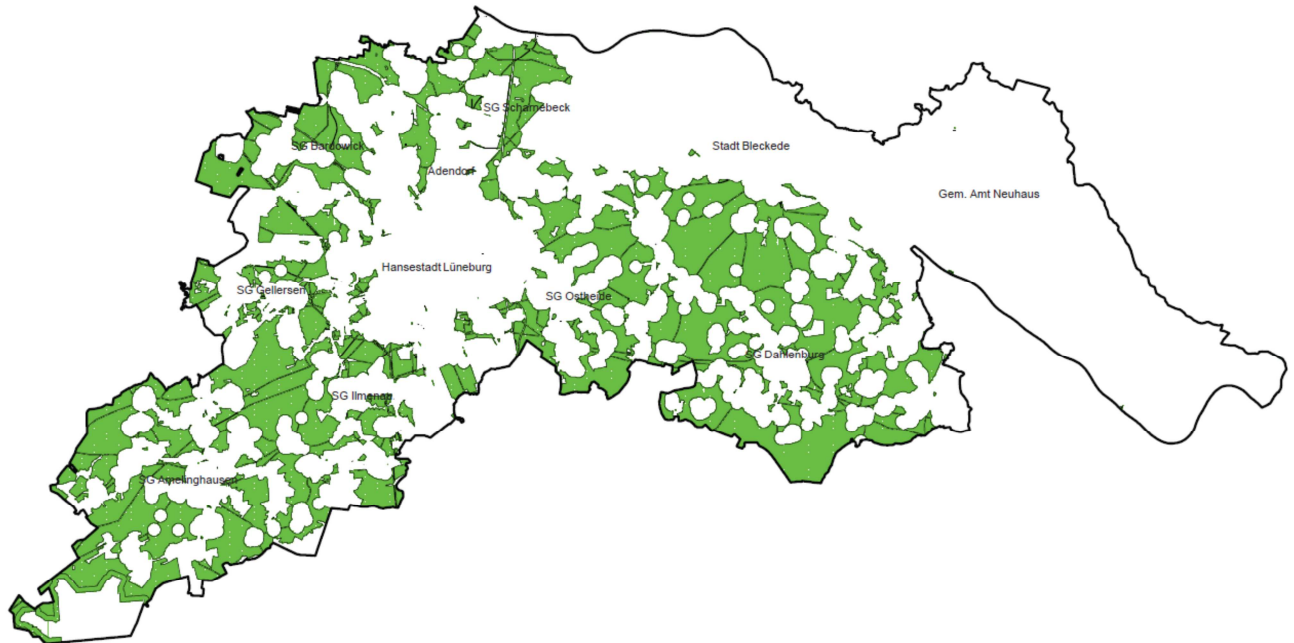 SG Scharnebeck
SG Bardowick
Stadt Bleckede
Adendorf
Gem. Amt Neuhaus
Hansestadt Lüneburg
SG Gellersen
SG Ostheide
SG Dahlenburg
SG Ilmenau
SG Amelinghausen